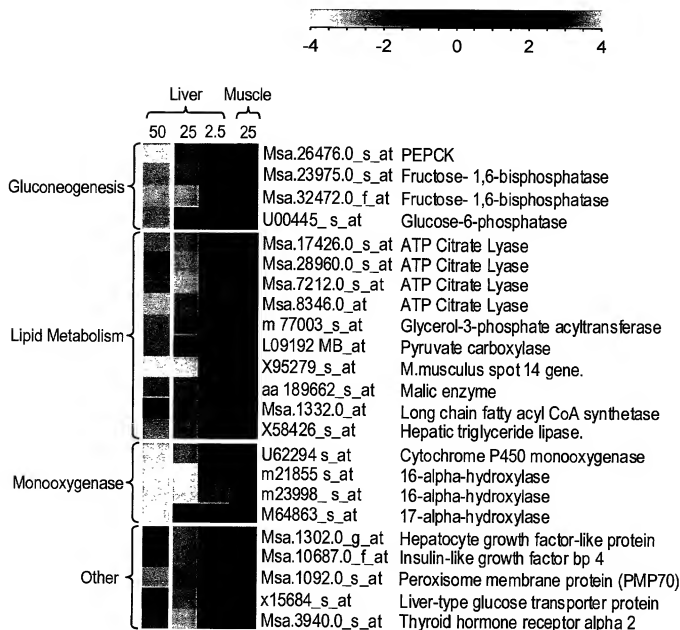 -4 -2 0 2 4
Liver Muscle
50 25 2.5 25
Gluconeogenesis
Msa.26476.0_s_at PEPCK
Msa.23975.0_s_at Fructose- 1,6-bisphosphatase
Msa.32472.0_f_at Fructose- 1,6-bisphosphatase
U00445_s_at Glucose-6-phosphatase
Lipid Metabolism
Msa.17426.0_s_at ATP Citrate Lyase
Msa.28960.0_s_at ATP Citrate Lyase
Msa.7212.0_s_at ATP Citrate Lyase
Msa.8346.0_at ATP Citrate Lyase
m 77003_s_at Glycerol-3-phosphate acyltransferase
L09192 MB_at Pyruvate carboxylase
X95279_s_at M.musculus spot 14 gene.
aa 189662_s_at Malic enzyme
Msa.1332.0_at Long chain fatty acyl CoA synthetase
X58426_s_at Hepatic triglyceride lipase.
Monooxygenase
U62294 s_at Cytochrome P450 monooxygenase
m21855 s_at 16-alpha-hydroxylase
m23998_ s_at 16-alpha-hydroxylase
M64863_s_at 17-alpha-hydroxylase
Other
Msa.1302.0_g_at Hepatocyte growth factor-like protein
Msa.10687.0_f_at Insulin-like growth factor bp 4
Msa.1092.0_s_at Peroxisome membrane protein (PMP70)
x15684_s_at Liver-type glucose transporter protein
Msa.3940.0_s_at Thyroid hormone receptor alpha 2